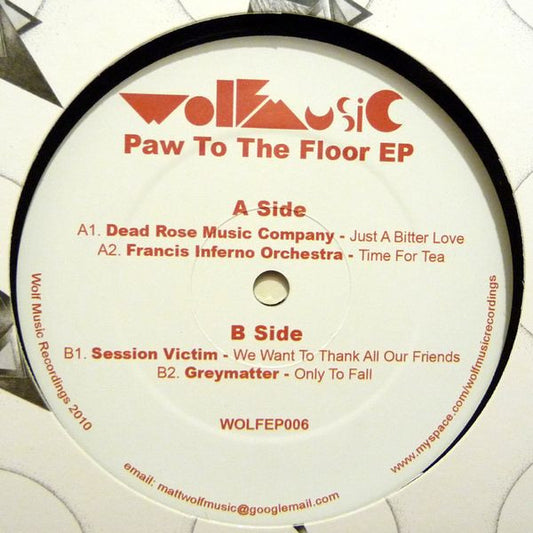 WOLFMUSIC
Paw To The Floor EP
A Side
A1. Dead Rose Music Company - Just A Bitter Love
A2. Francis Inferno Orchestra - Time For Tea
B Side
B1. Session Victim - We Want To Thank All Our Friends
B2. Greymatter - Only To Fall
WOLFEP006
Wolf Music Recordings 2010
email: mattwolfmusic@googlemail.com
www.myspace.com/wolfmusicrecordings